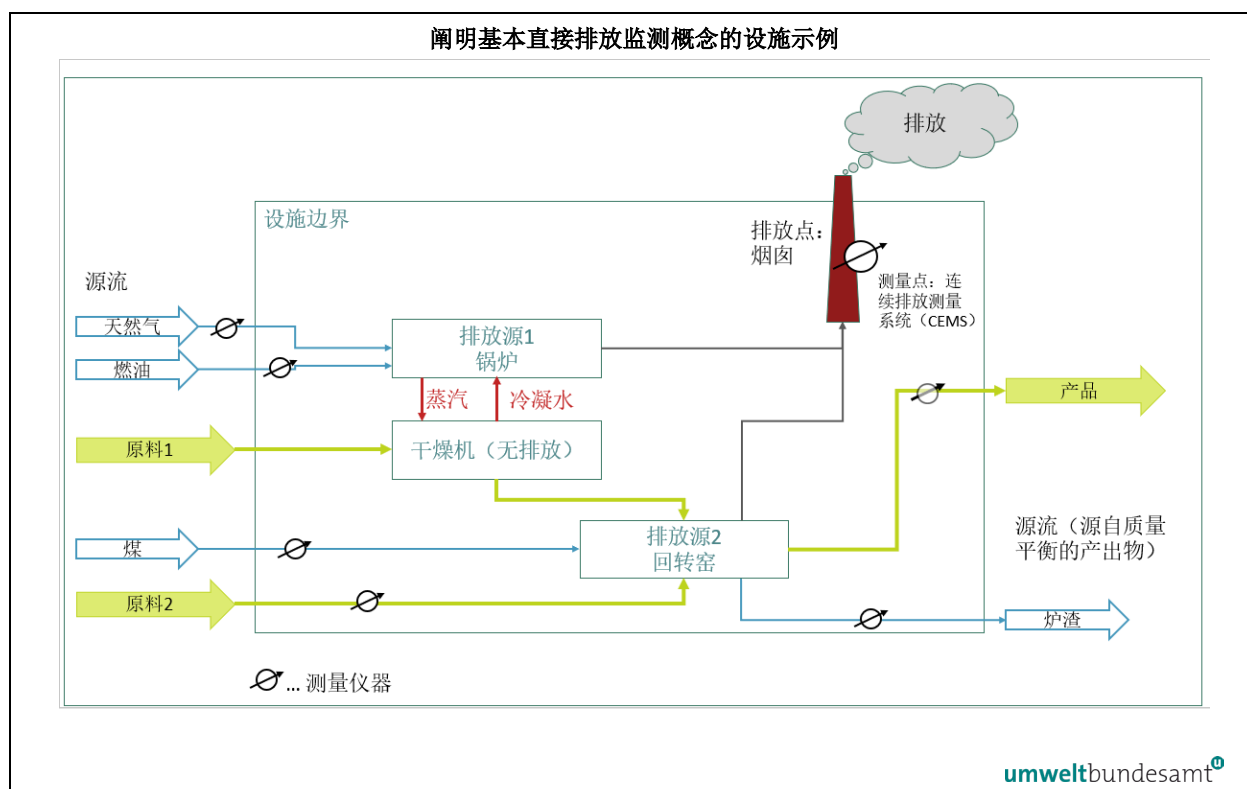 阐明基本直接排放监测概念的设施示例
排放
设施边界
排放点：
烟囱
源流
测量点：连
续排放测量
系统（CEMS）
天然气
排放源1
锅炉
燃油
蒸汽
冷凝水
产品
原料1
干燥机（无排放）
源流（源自质量
平衡的产出物）
煤
排放源2
回转窑
原料2
炉渣
... 测量仪器
umweltbundesamt
u